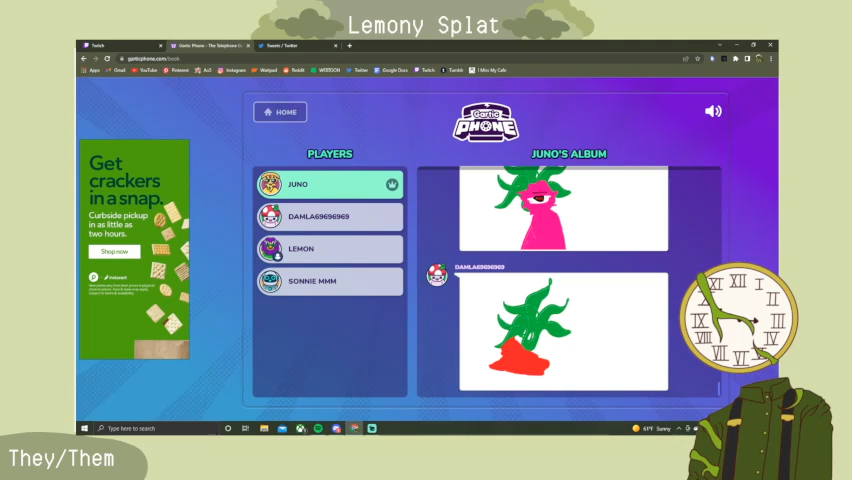 Lemony Splat
Twitch
Gartic Phone - The Telephone G
Tweets / Twitter
garticphone.com/book
Apps
Gmail
YouTube
Pinterest
Ao3
Instagram
Wattpad
Reddit
WEBTOON
Twitter
Google Docs
Twitch
Tumblr
I Miss My Cafe
HOME
Gartic
PHONE
PLAYERS
JUNO'S ALBUM
Get
crackers
in a snap.
Curbside pickup
in as little as
two hours.
Shop now
instacart
JUNO
DAMLA69696969
LEMON
SONNIE MMM
DAMLA69696969
XII
I
XI
X
IX
VIII
VII
VI
V
Type here to search
61°F Sunny
They/Them